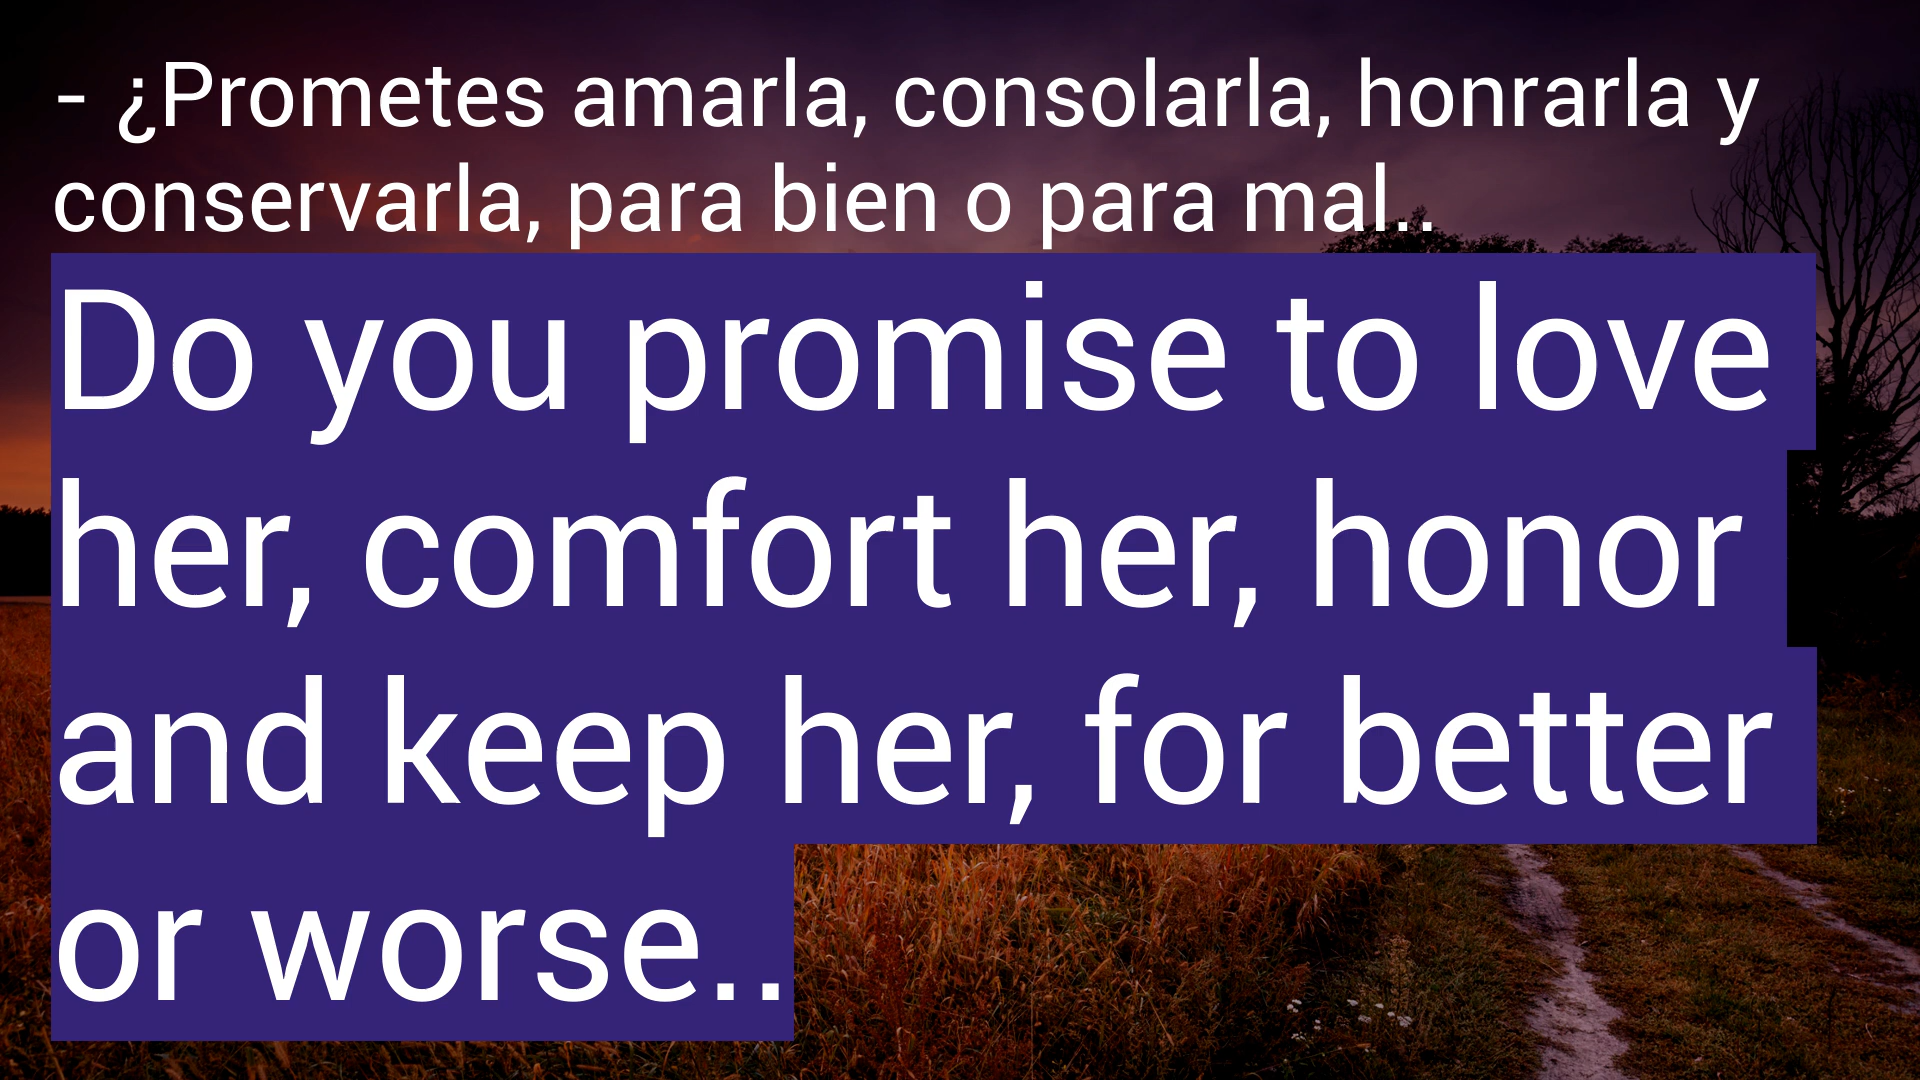 - ¿Prometes amarla, consolarla, honrarla y
conservarla, para bien o para mal..
Do you promise to love
her, comfort her, honor
and keep her, for better
or worse..